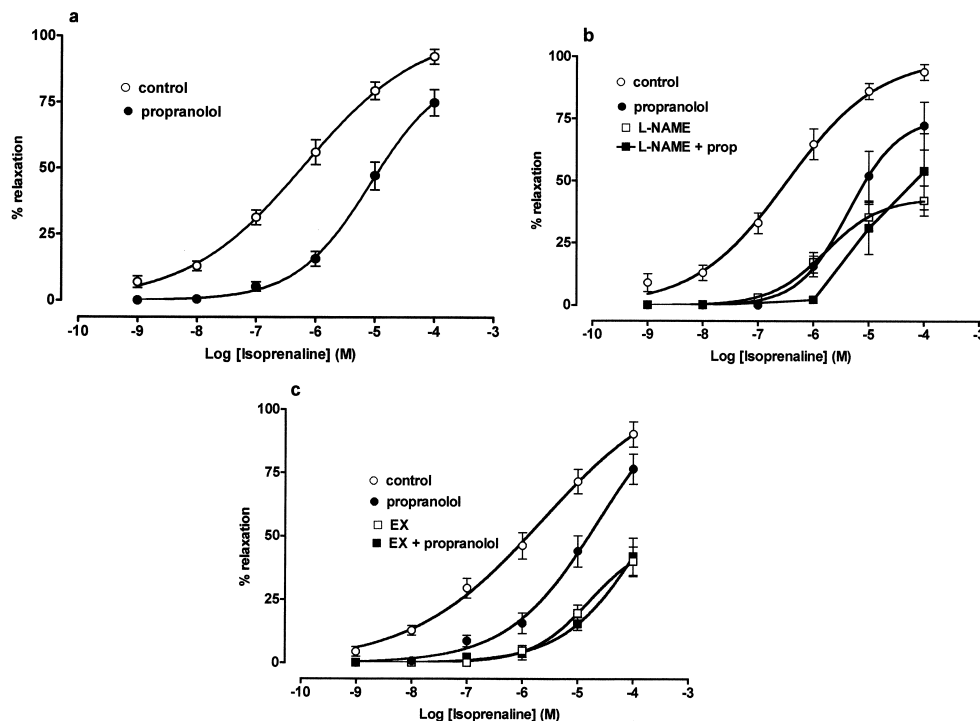 a
100
75
50
25
0
% relaxation
control
propranolol
-10 -9 -8 -7 -6 -5 -4 -3
Log [Isoprenaline] (M)
b
100
75
50
25
0
% relaxation
control
propranolol
L-NAME
L-NAME + prop
-10 -9 -8 -7 -6 -5 -4 -3
Log [Isoprenaline] (M)
c
100
75
50
25
0
% relaxation
control
propranolol
EX
EX + propranolol
-10 -9 -8 -7 -6 -5 -4 -3
Log [Isoprenaline] (M)